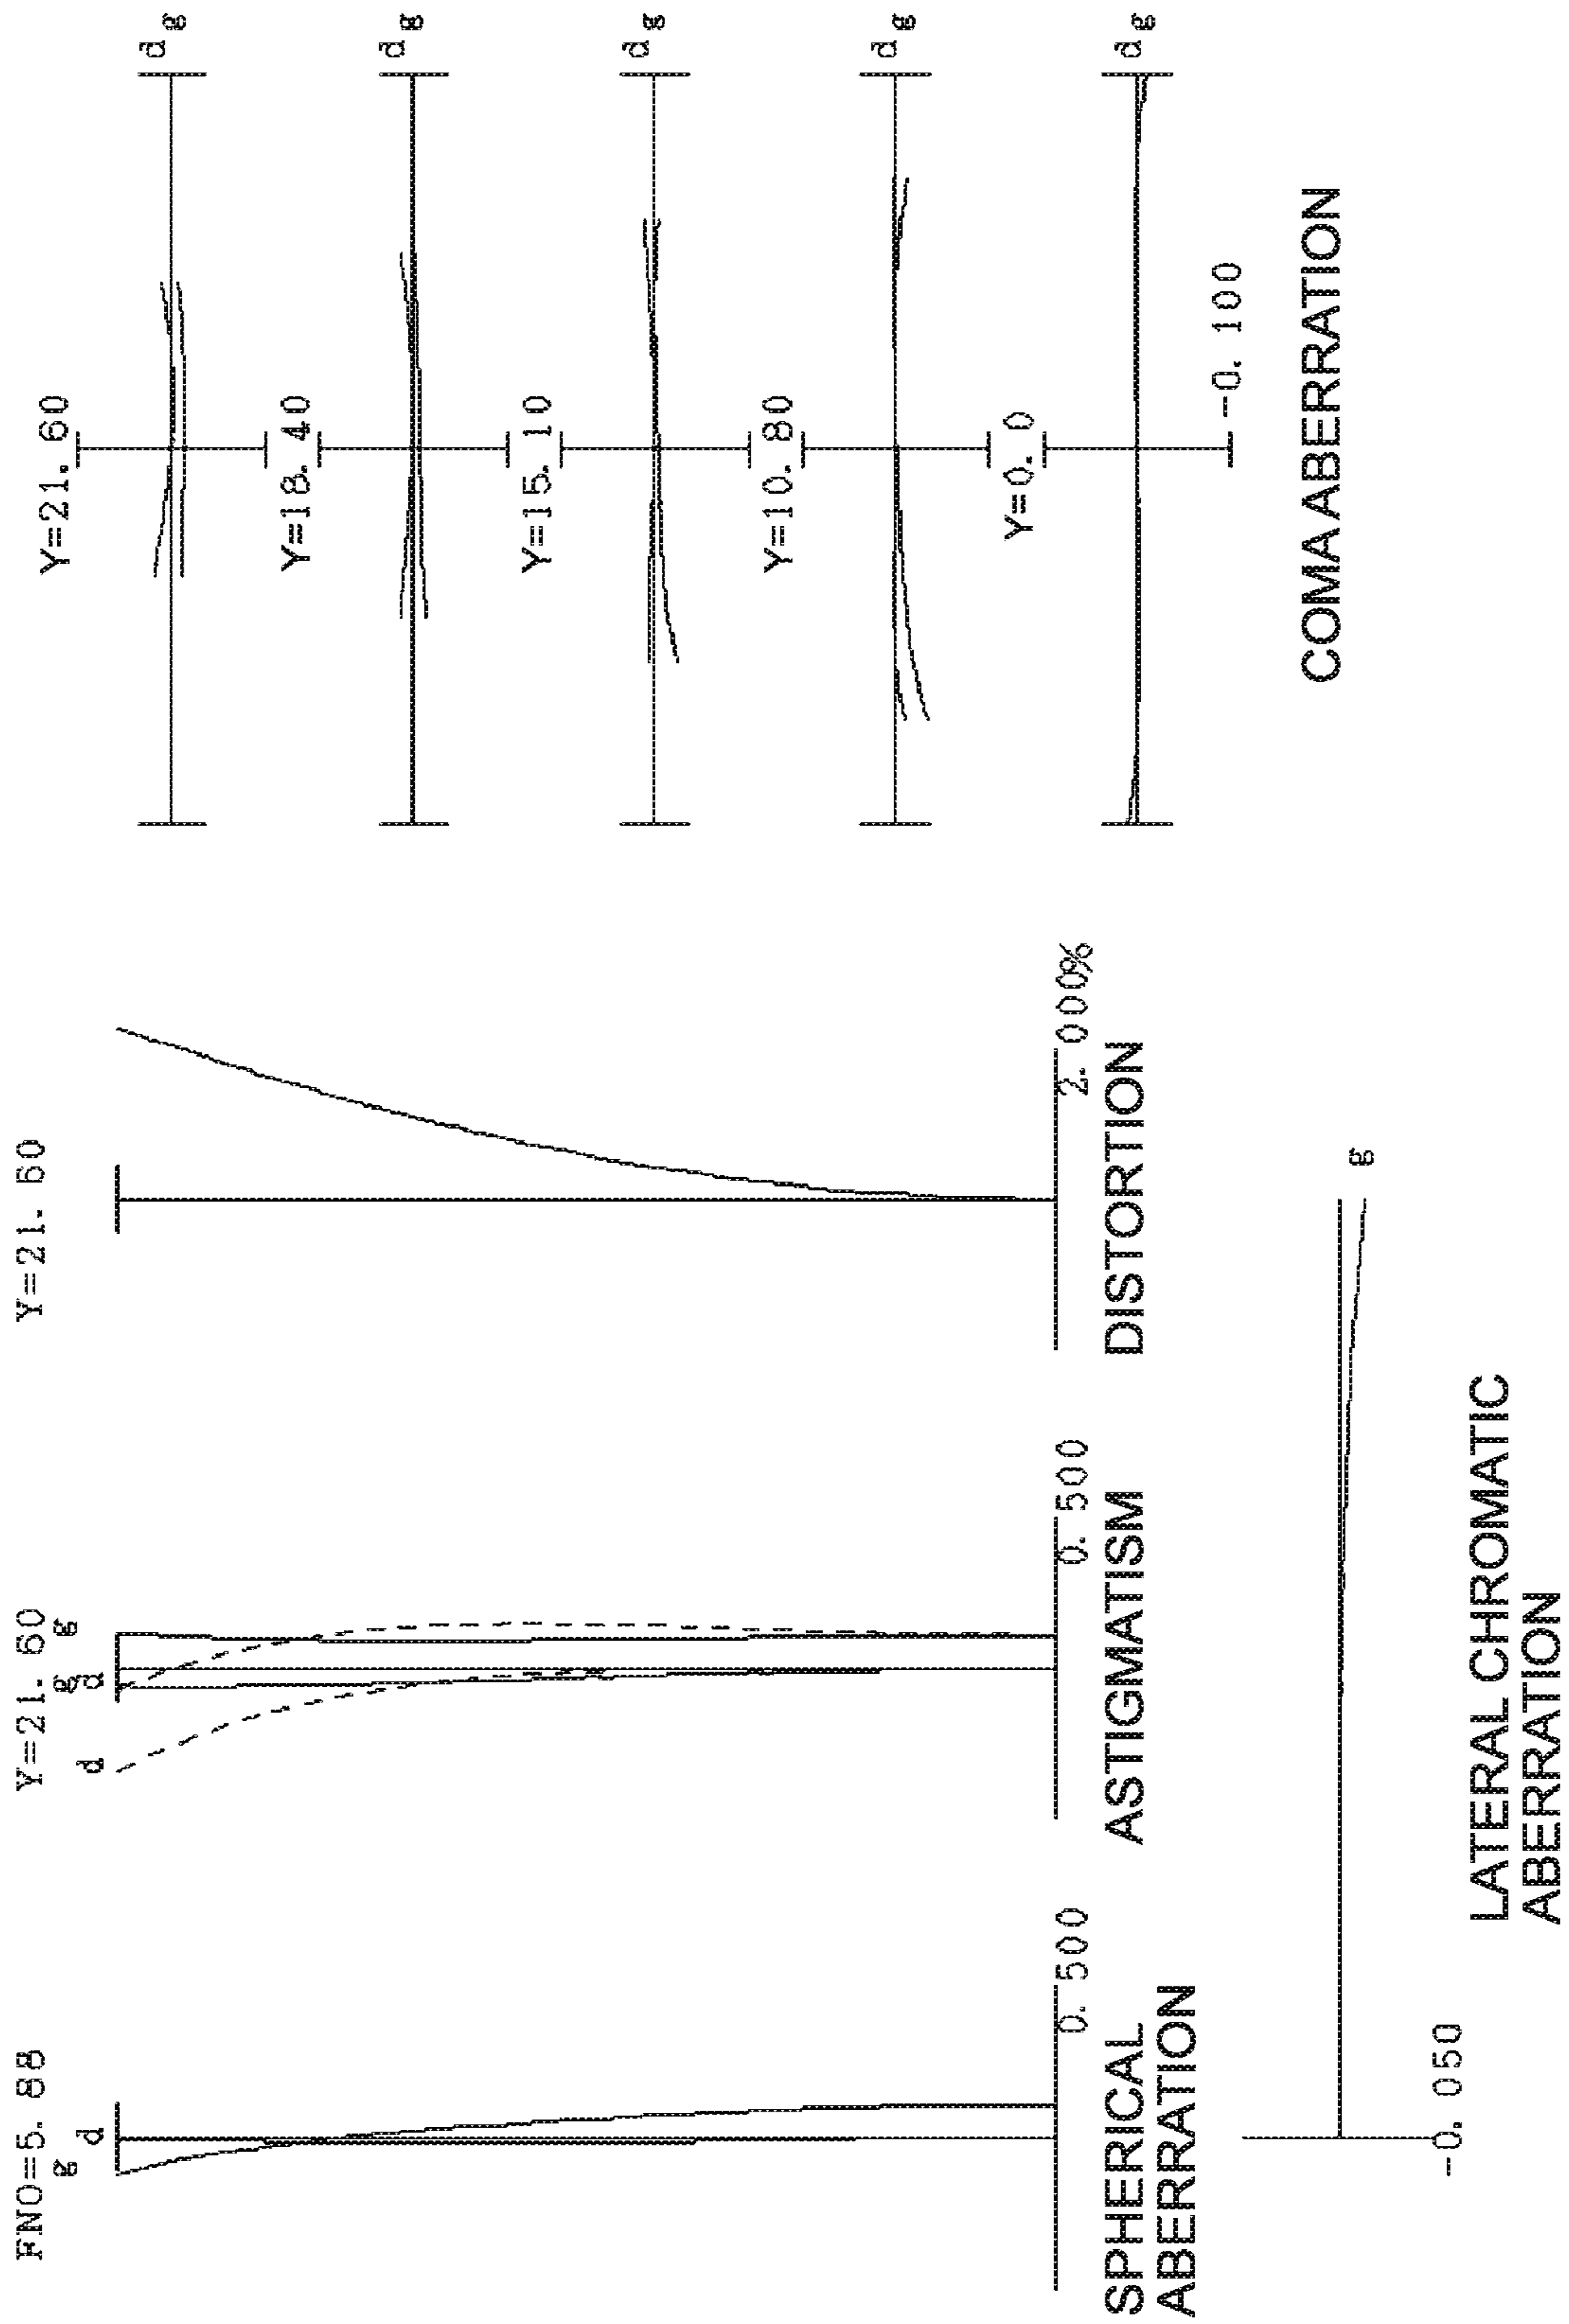 FNO=5.88
g d
0.500
SPHERICAL
ABERRATION
Y=21.60
d g d g
0.500
ASTIGMATISM
Y=21.60
2.000%
DISTORTION
g
-0.050
LATERAL CHROMATIC
ABERRATION
Y=21.60
d g
Y=18.40
d g
Y=15.10
d g
Y=10.80
d g
Y=0.0
d g
-0.100
COMA ABERRATION